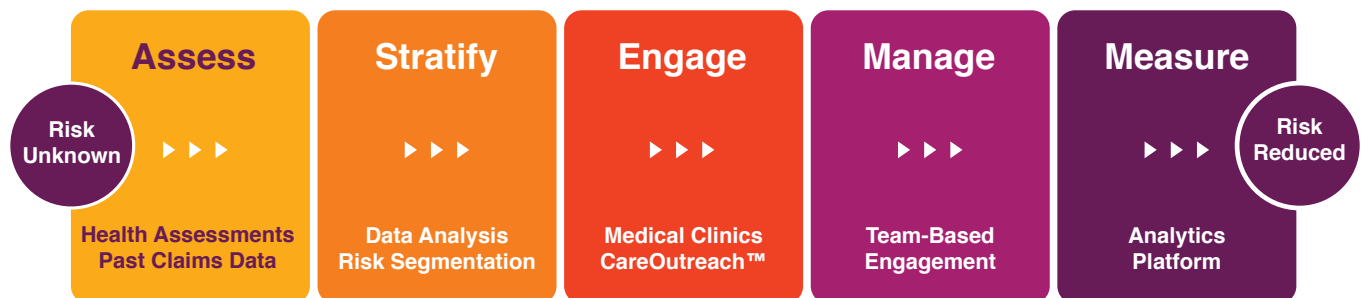 Risk
Unknown
Assess
Health Assessments
Past Claims Data
Stratify
Data Analysis
Risk Segmentation
Engage
Medical Clinics
CareOutreach™
Manage
Team-Based
Engagement
Measure
Analytics
Platform
Risk
Reduced